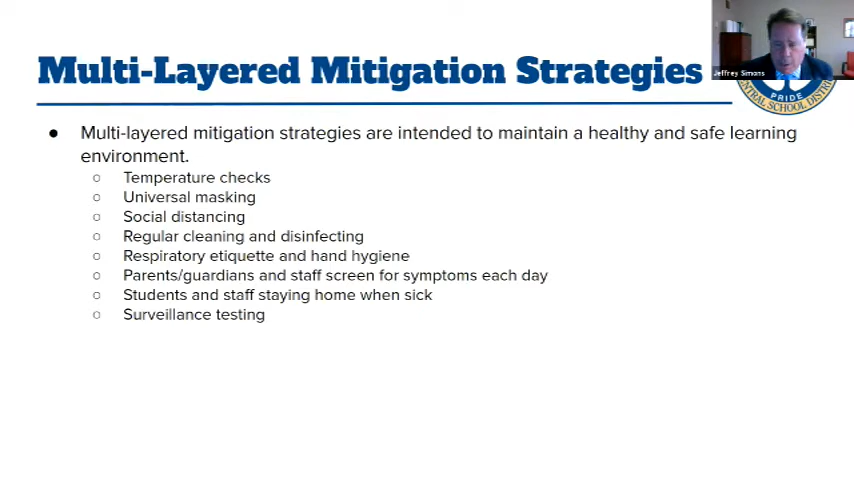 Multi-Layered Mitigation Strategies
Jeffrey Simons
PRIDE
CENTRAL SCHOOL
● Multi-layered mitigation strategies are intended to maintain a healthy and safe learning
environment.
○ Temperature checks
○ Universal masking
○ Social distancing
○ Regular cleaning and disinfecting
○ Respiratory etiquette and hand hygiene
○ Parents/guardians and staff screen for symptoms each day
○ Students and staff staying home when sick
○ Surveillance testing